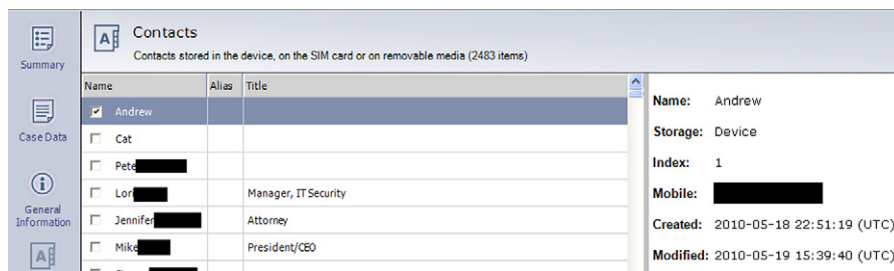 Contacts
Contacts stored in the device, on the SIM card or on removable media (2483 items)
Summary
Case Data
General
Information
Name Alias Title
Andrew
Cat
Pete
Lori
Manager, IT Security
Jennifer
Attorney
Mike
President/CEO
Name: Andrew
Storage: Device
Index: 1
Mobile:
Created: 2010-05-18 22:51:19 (UTC)
Modified: 2010-05-19 15:39:40 (UTC)